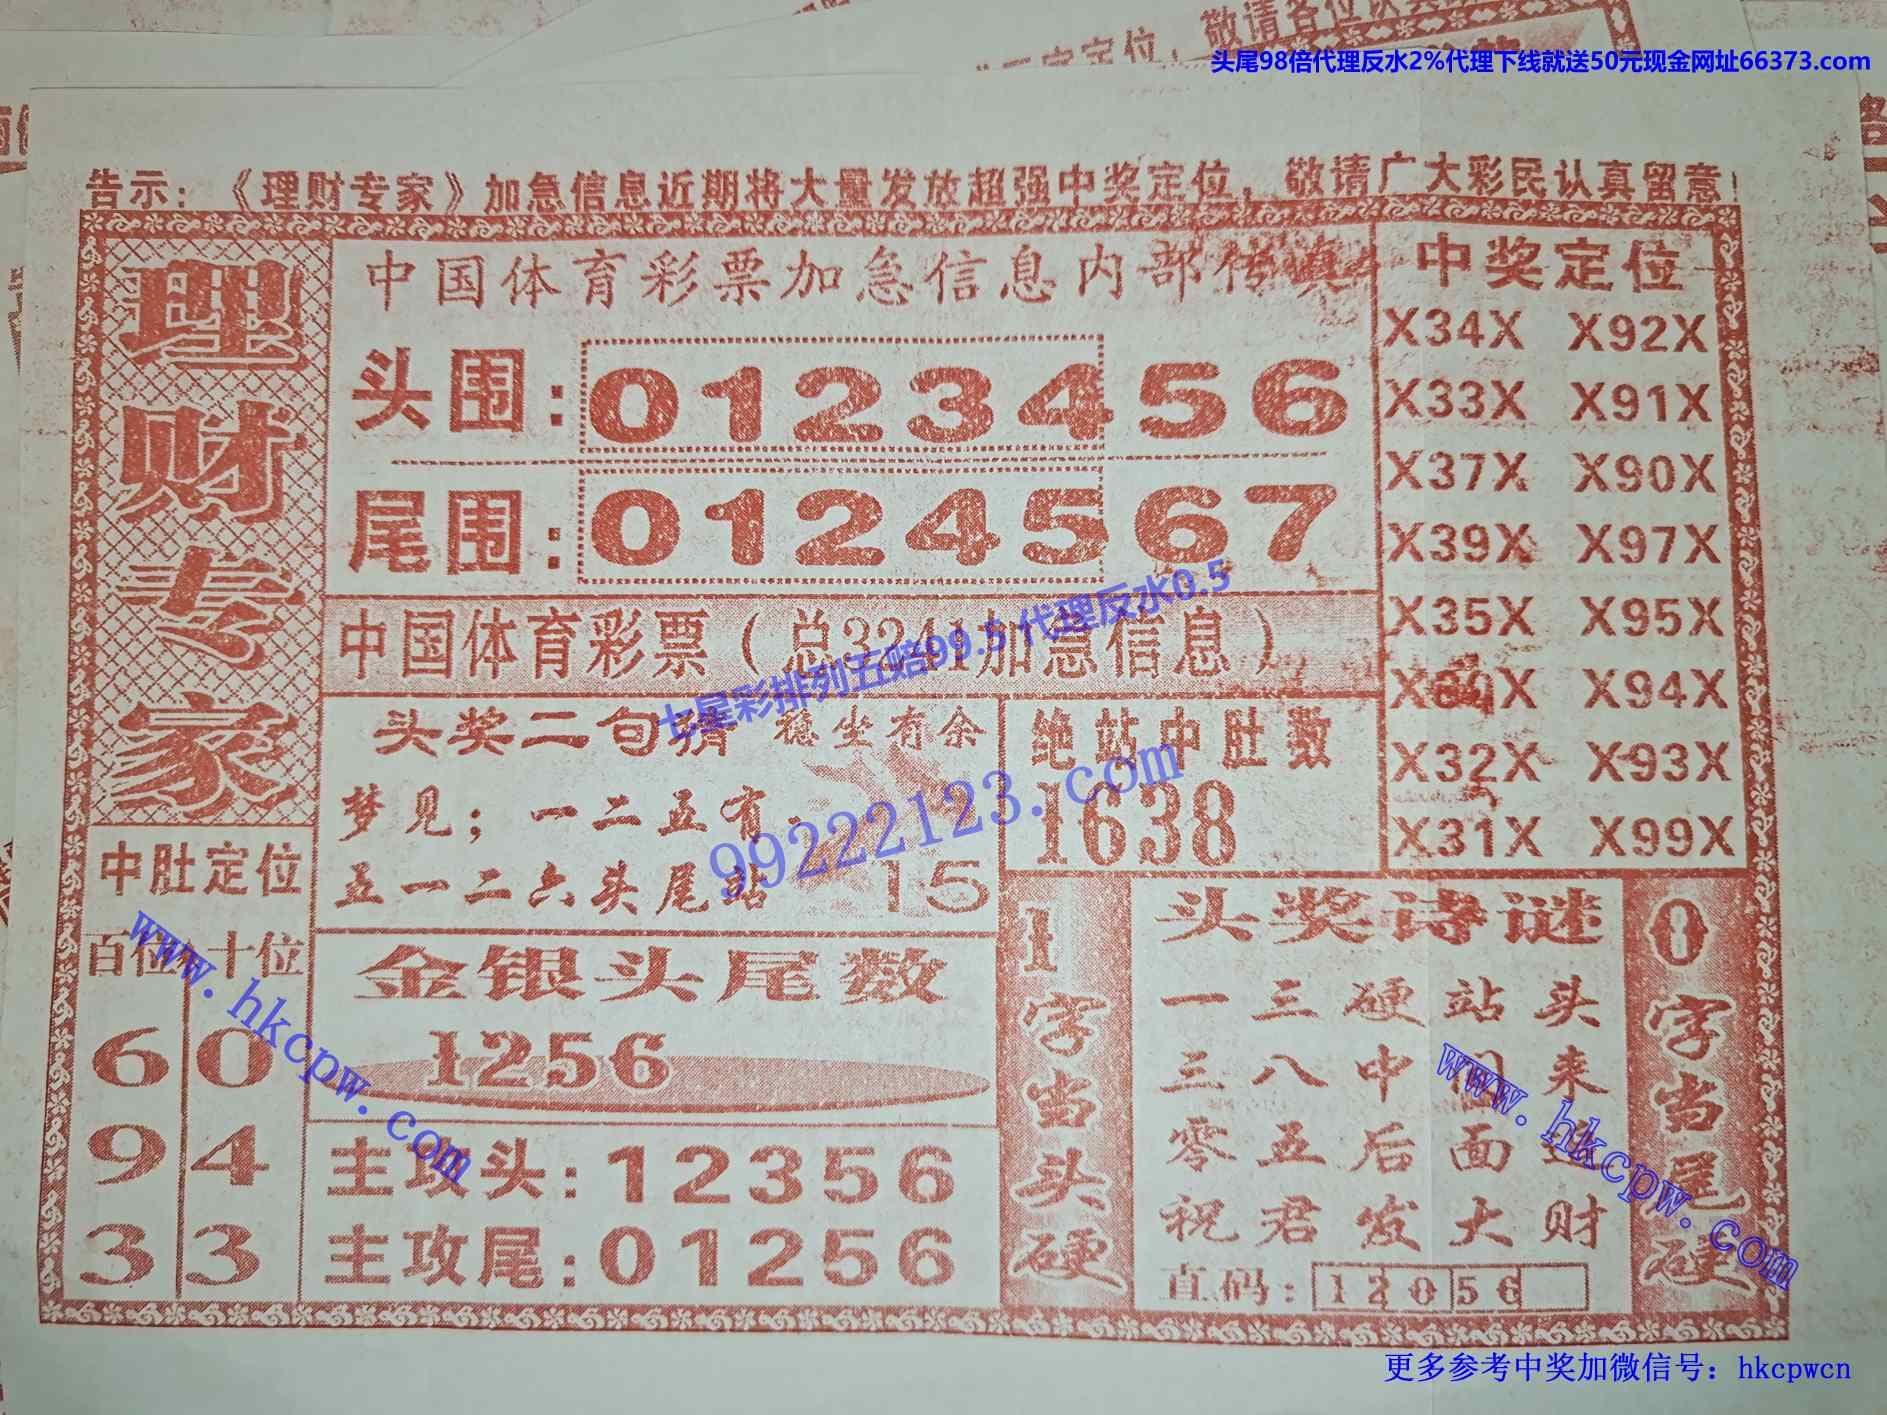 敬请各位
头尾98倍代理反水2%代理下线就送50元现金网址66373.com
告示：《理财专家》加急信息近期将大量发放超强中奖定位，敬请广大彩民认真留意！
理财专家
中国体育彩票加急信息内部传真
头围：0123456
尾围：0124567
中国体育彩票（总3241加急信息）
七星彩排列五赔99.5 代理反水0.5
中奖定位
X34X X92X
X33X X91X
X37X X90X
X39X X97X
X35X X95X
X94X
X32X X93X
X31X X99X
头奖二句猜 稳坐有余
梦见；一二五有
五一二六头尾站
15
绝站中肚数
1638
99222123.com
中肚定位
百位 十位
6 0
9 4
3 3
www.hkcpw.com
金银头尾数
1256
主攻头：12356
主攻尾：01256
1字当头硬
头奖诗谜
一三硬站头
三八中 来
零五后面
祝君发大财
直码：12056
0字当尾硬
www.hkcpw.com
更多参考中奖加微信号：hkcpwcn